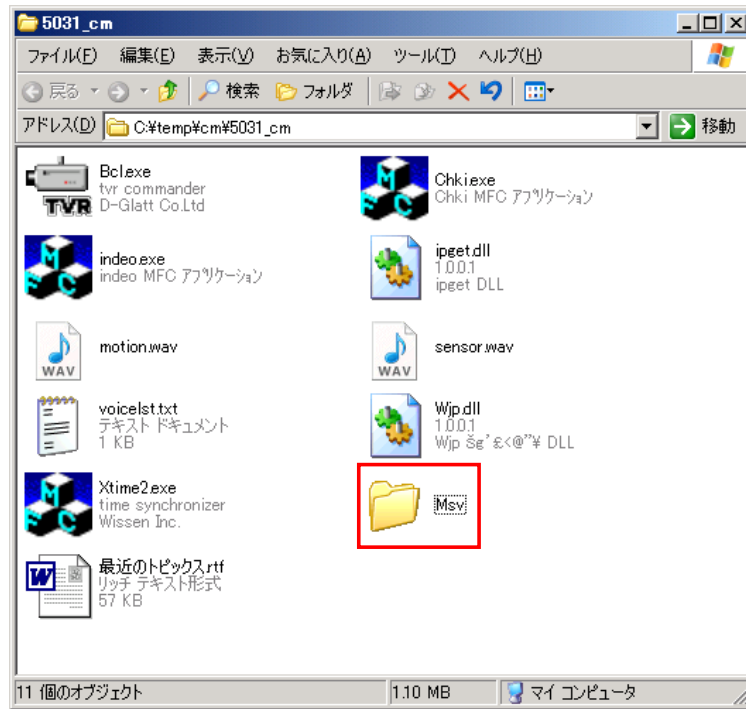 5031_cm
ファイル(F) 編集(E) 表示(V) お気に入り(A) ツール(T) ヘルプ(H)
戻る 検索 フォルダ
アドレス(D) C:¥temp¥cm¥5031_cm 移動
Bcl.exe
tvr commander
D-Glatt Co.Ltd
TVR
Chki.exe
Chki MFC アプリケーション
MFC
indeo.exe
indeo MFC アプリケーション
MFC
ipget.dll
1.0.0.1
ipget DLL
motion.wav
WAV
sensor.wav
WAV
voicelst.txt
テキスト ドキュメント
1 KB
Wjp.dll
1.0.0.1
Wjp Šg’£‹@”¥ DLL
Xtime2.exe
time synchronizer
Wissen Inc.
MFC
Msv
最近のトピックス.rtf
リッチ テキスト形式
57 KB
W
11 個のオブジェクト 1.10 MB マイ コンピュータ